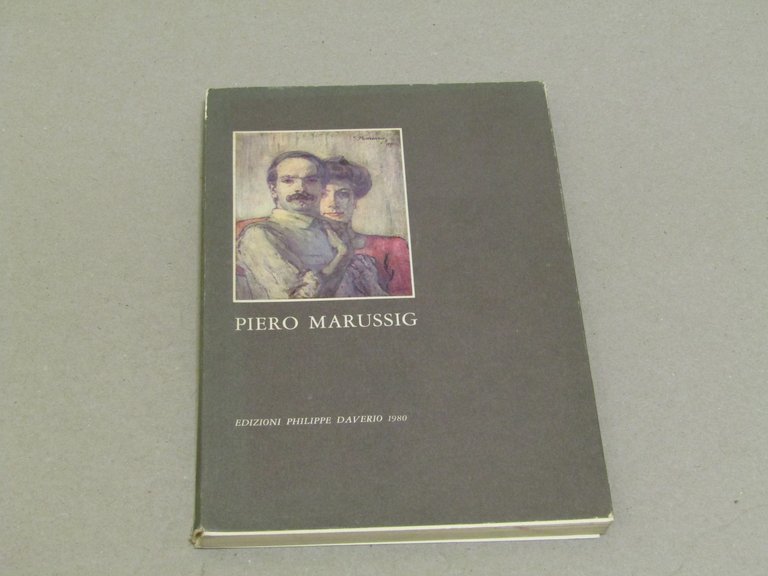 PIERO MARUSSIG
EDIZIONI PHILIPPE DAVERIO 1980